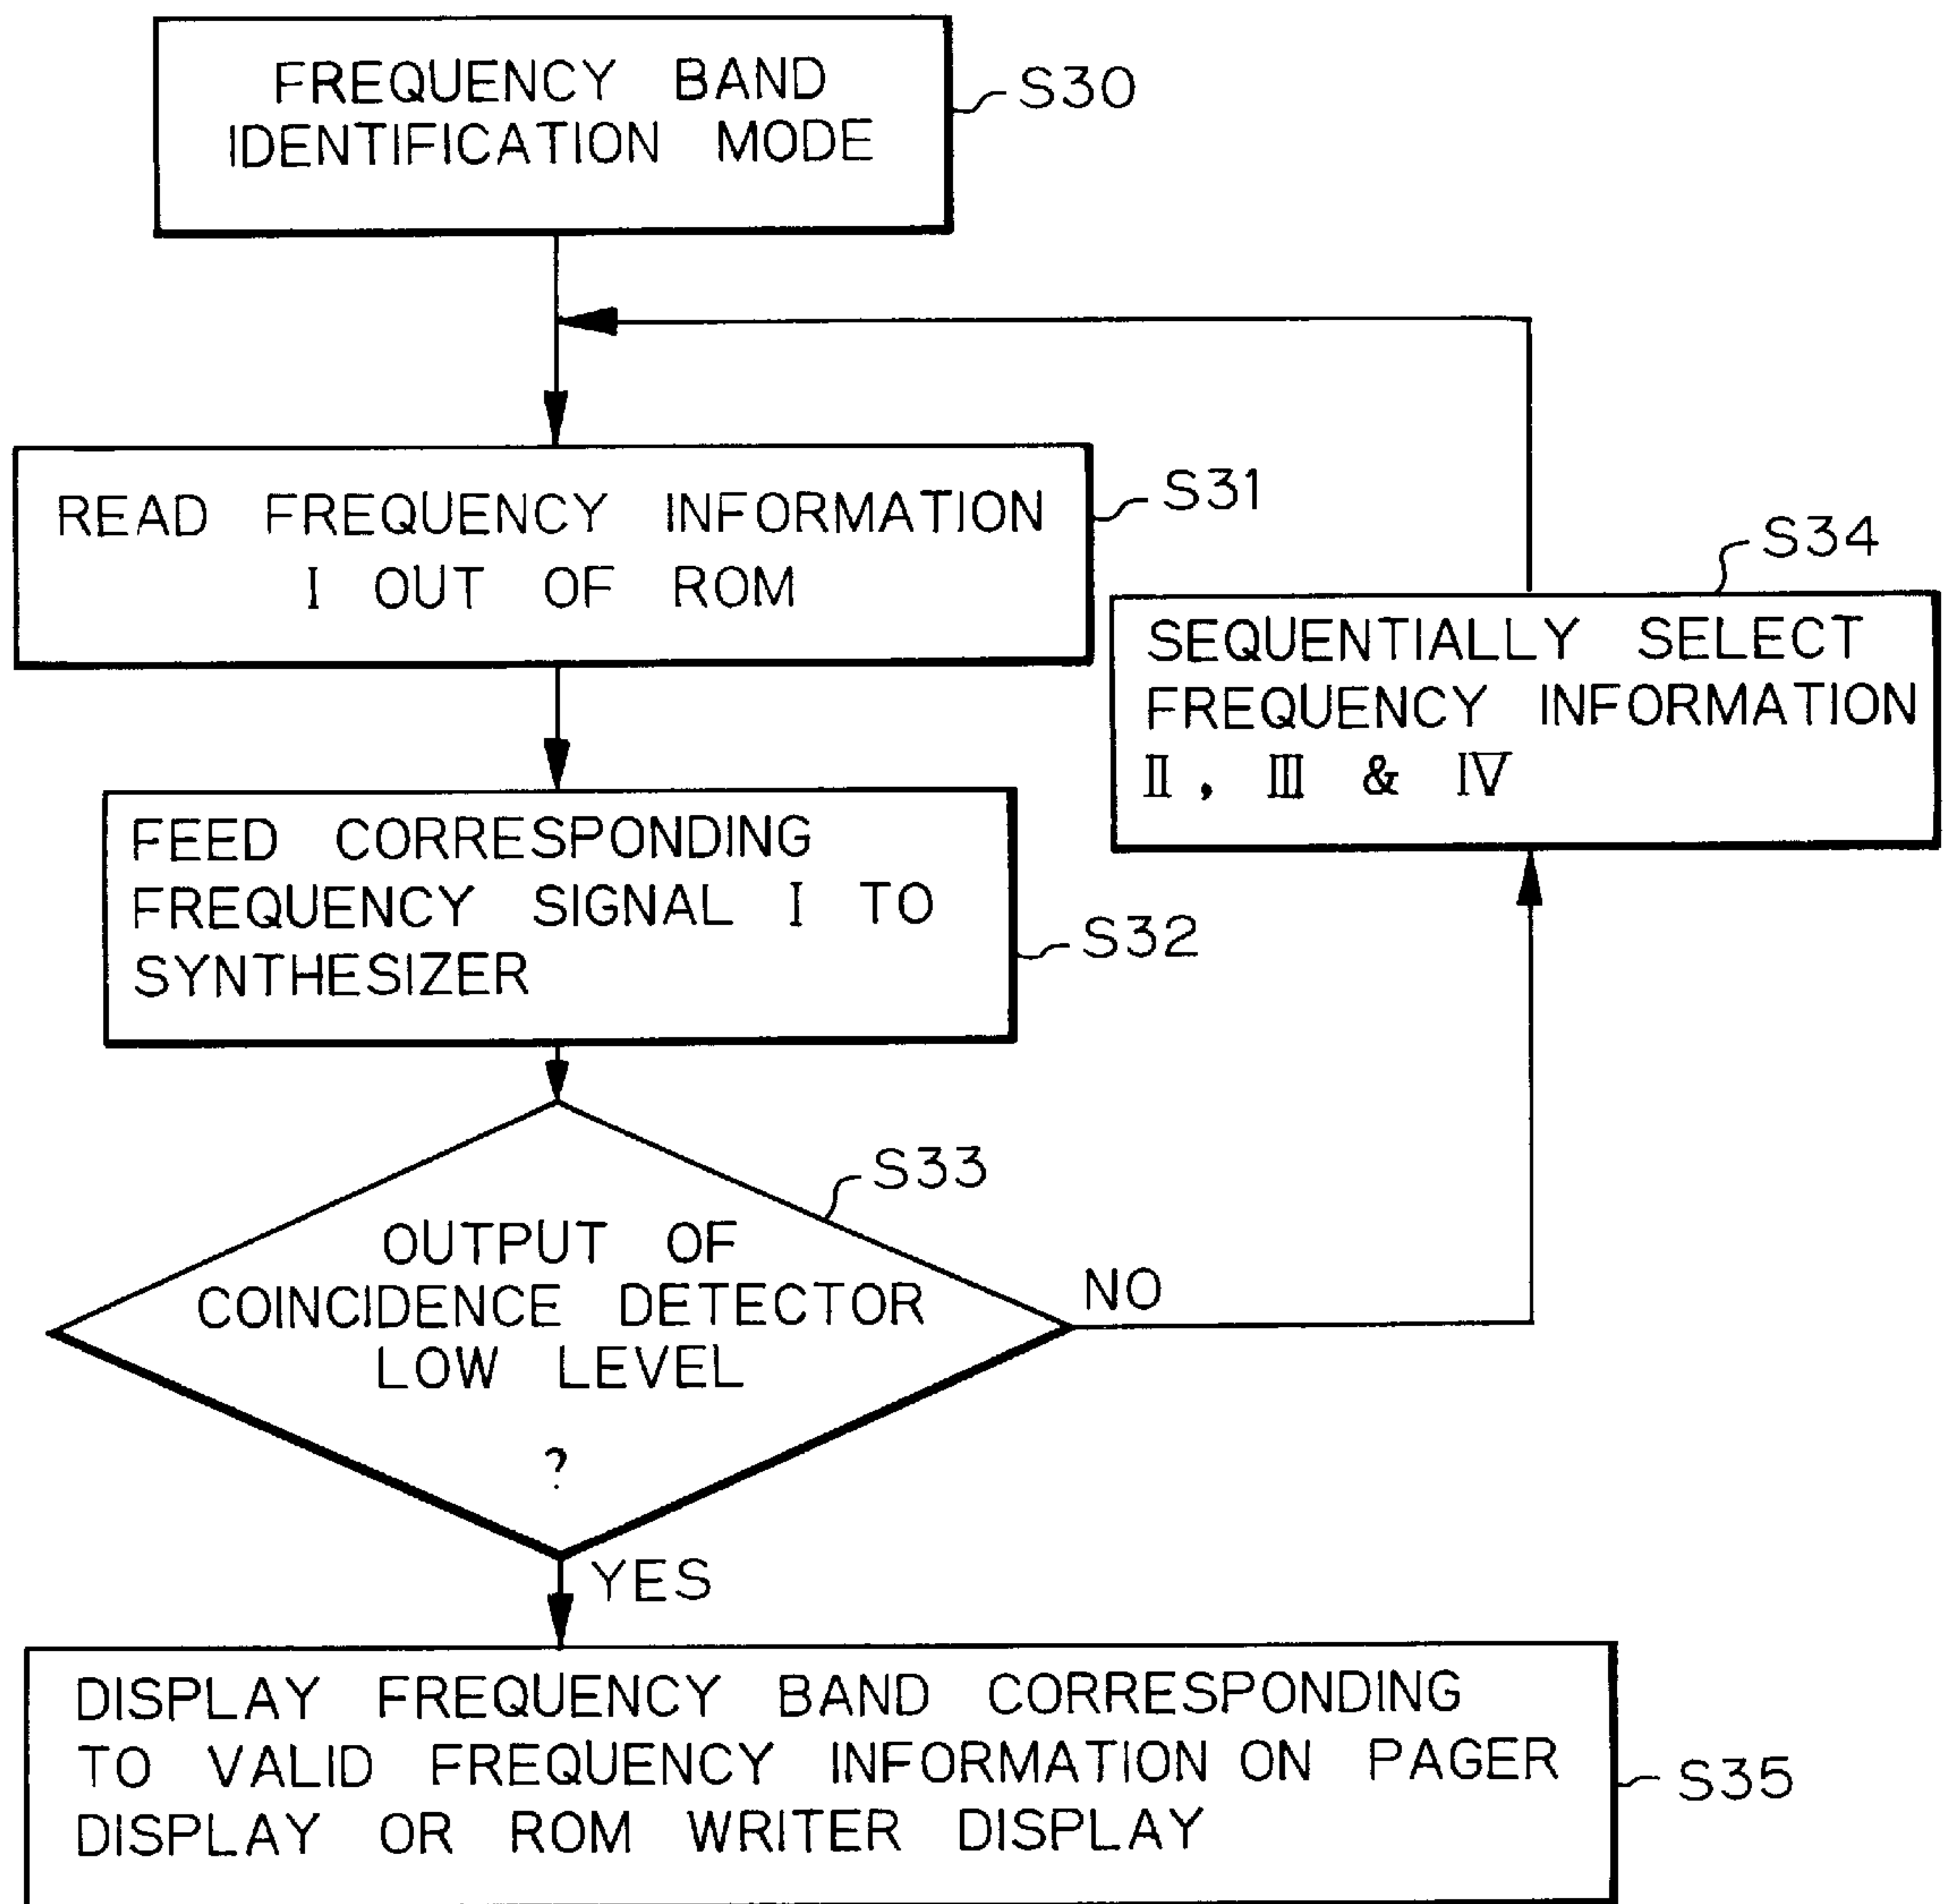 FREQUENCY BAND
IDENTIFICATION MODE
S30
READ FREQUENCY INFORMATION
I OUT OF ROM
S31
S34
SEQUENTIALLY SELECT
FREQUENCY INFORMATION
II, III & IV
FEED CORRESPONDING
FREQUENCY SIGNAL I TO
SYNTHESIZER
S32
S33
OUTPUT OF
COINCIDENCE DETECTOR
LOW LEVEL
?
NO
YES
DISPLAY FREQUENCY BAND CORRESPONDING
TO VALID FREQUENCY INFORMATION ON PAGER
DISPLAY OR ROM WRITER DISPLAY
S35